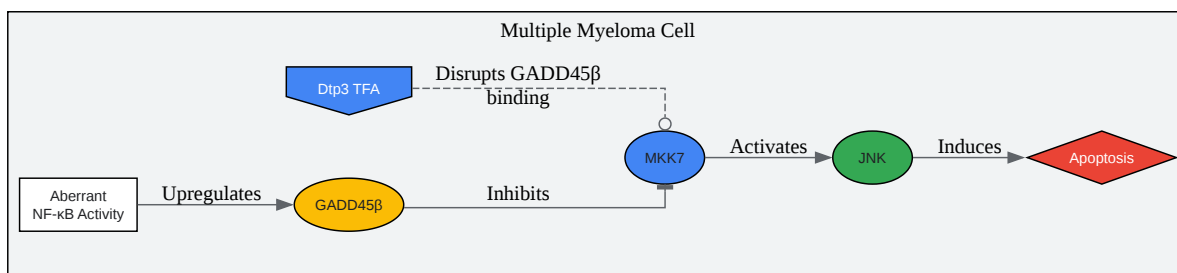 Multiple Myeloma Cell
Dtp3 TFA
Disrupts GADD45β
binding
MKK7
Activates
JNK
Induces
Apoptosis
Aberrant
NF-κB Activity
Upregulates
GADD45β
Inhibits